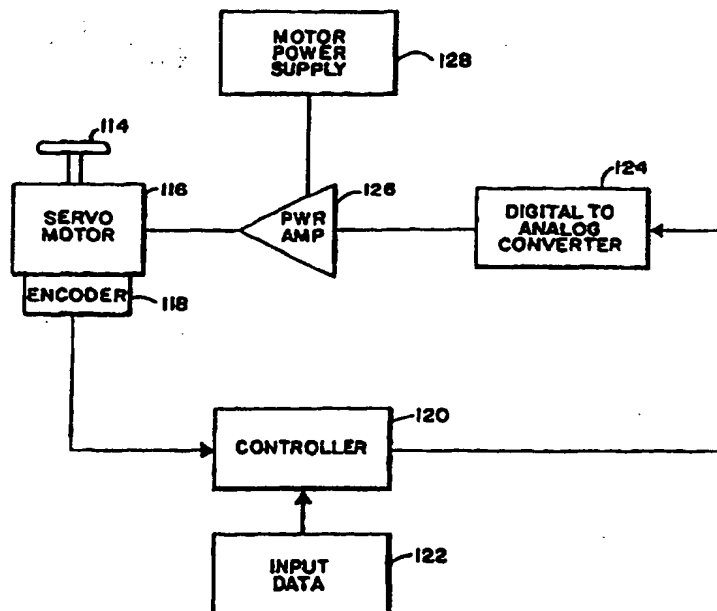 MOTOR
POWER
SUPPLY
128
114
116
SERVO
MOTOR
126
PWR
AMP
124
DIGITAL TO
ANALOG
CONVERTER
ENCODER
118
120
CONTROLLER
INPUT
DATA
122